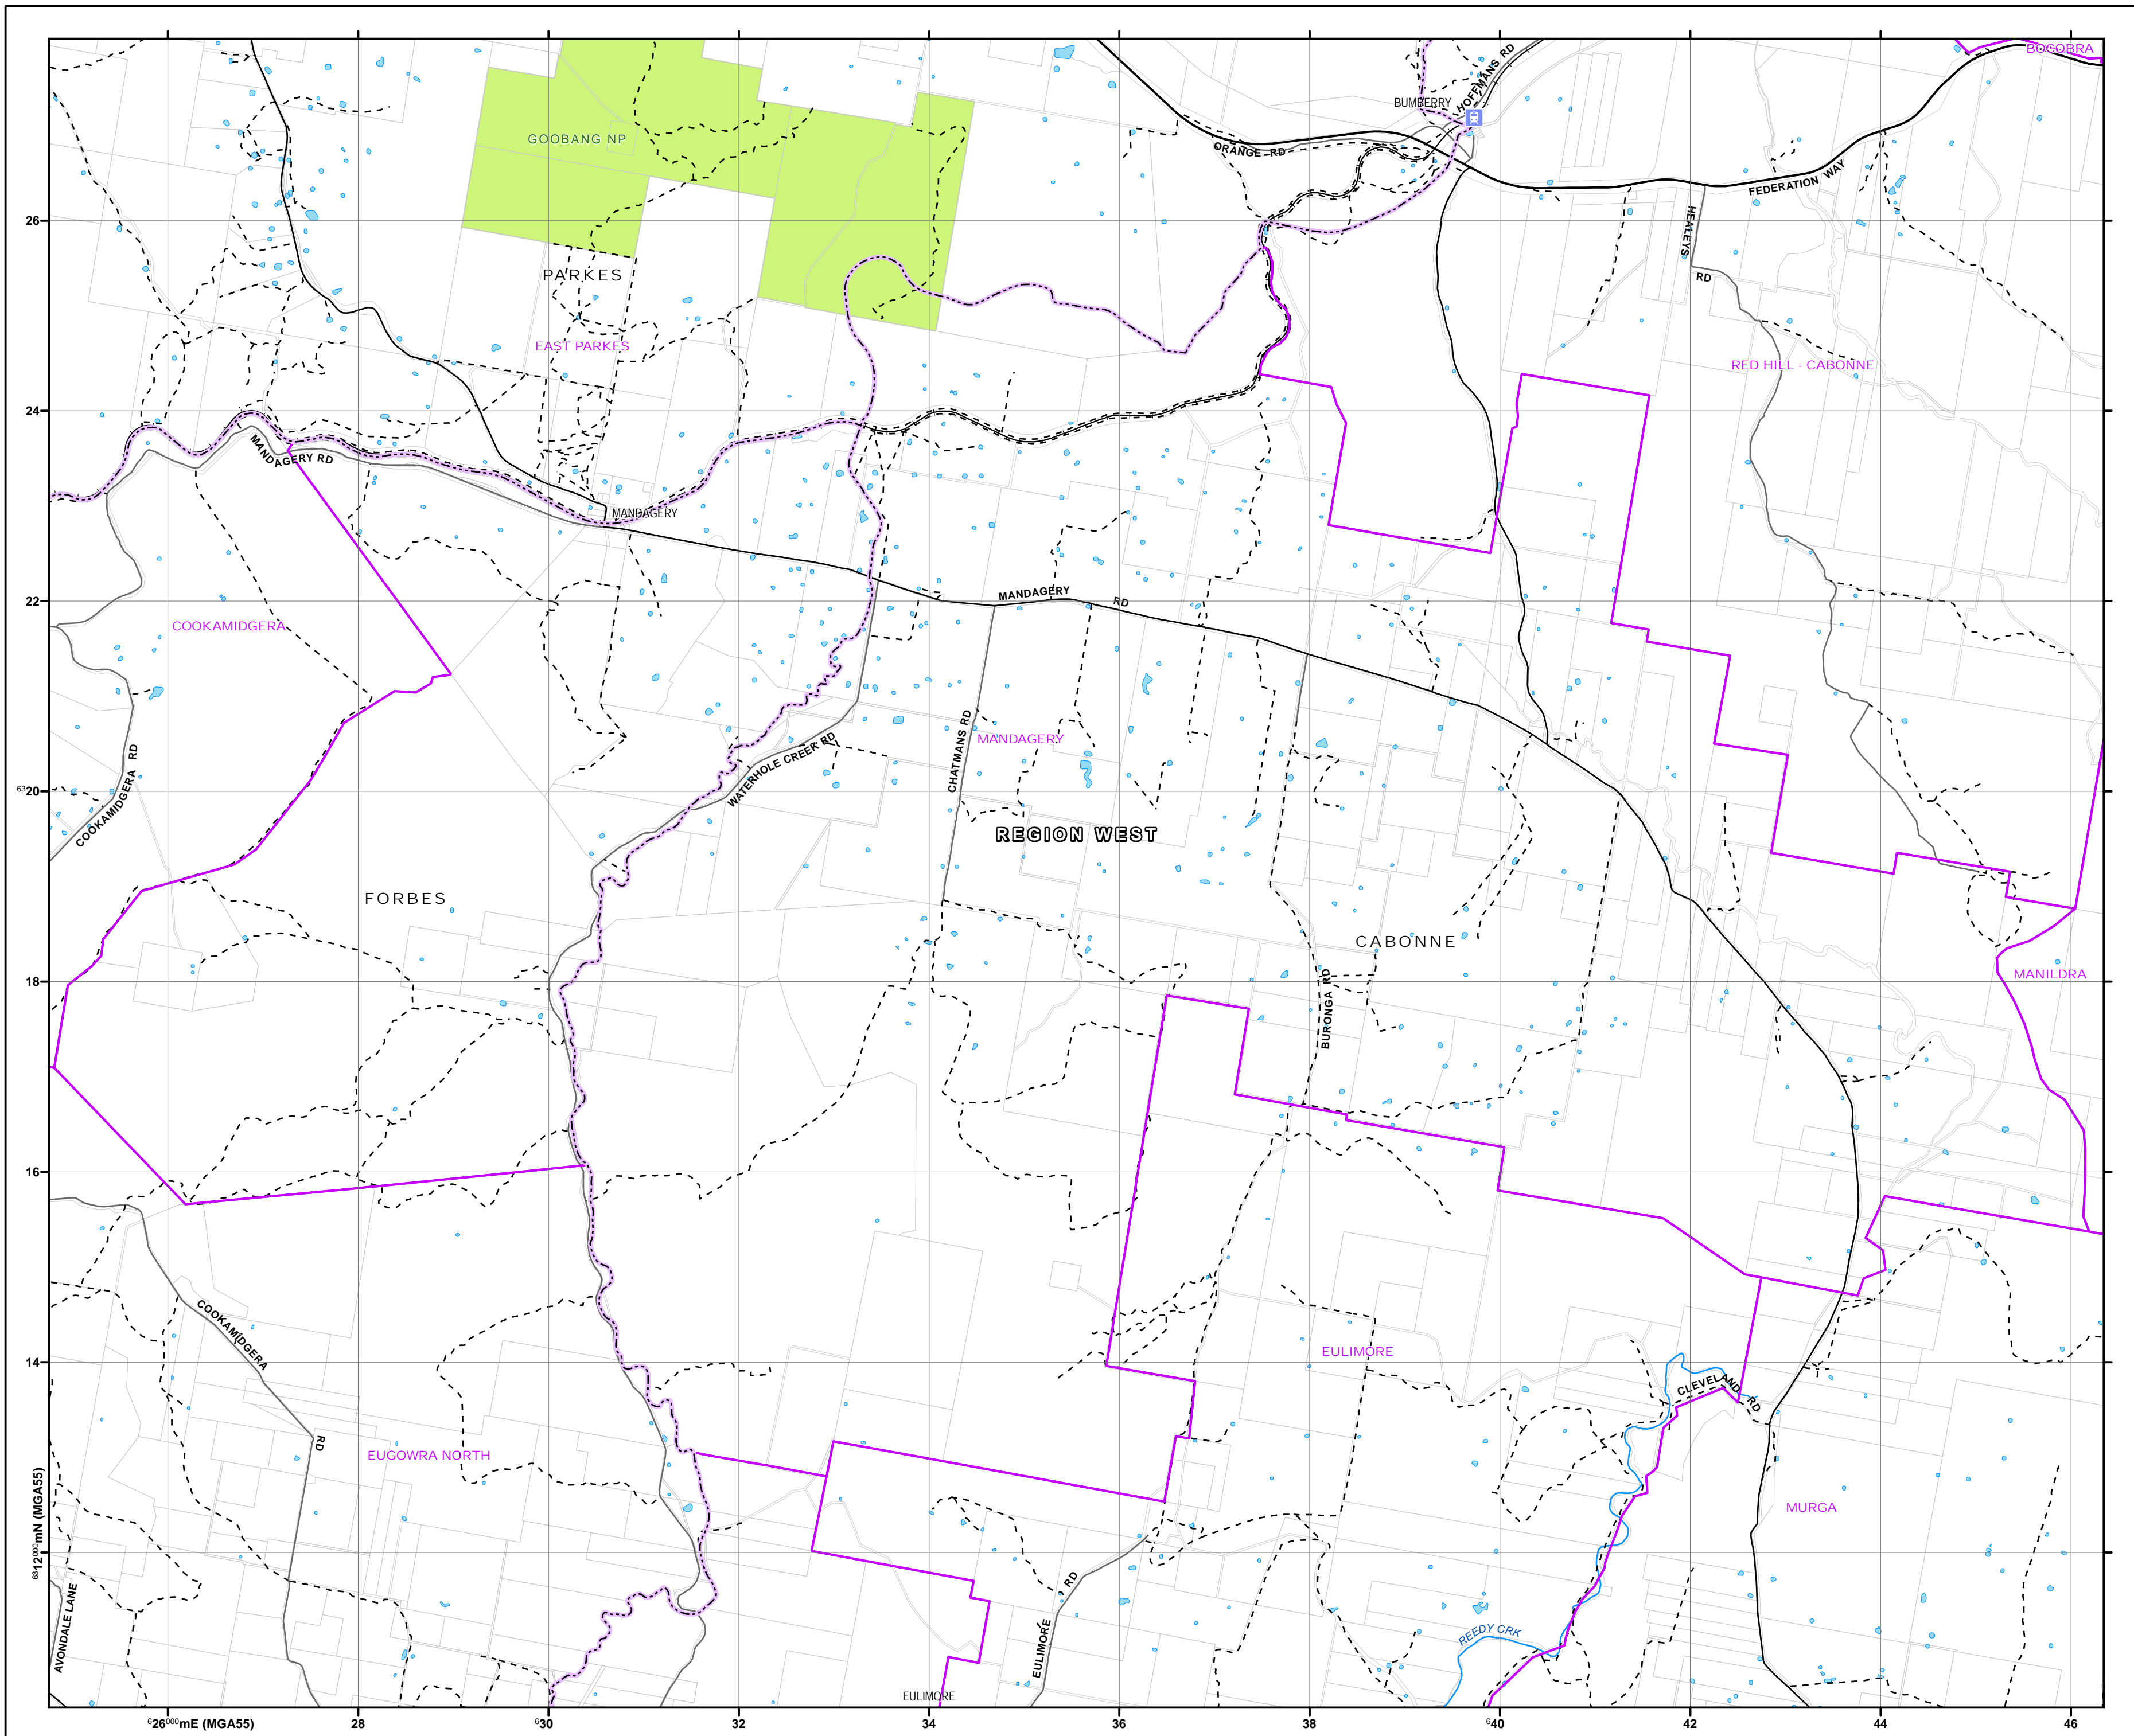 BOCOBRA
HOFFMANS RD
BUMBERRY
GOOBANG NP
ORANGE RD
FEDERATION WAY
26
HEALEYS
RD
PARKES
EAST PARKES
RED HILL - CABONNE
24
MANDAGERY RD
MANDAGERY
22
MANDAGERY RD
COOKAMIDGERA
CHATMANS RD
MANDAGERY
WATERHOLE CREEK RD
6320
COOKAMIDGERA RD
REGION WEST
FORBES
CABONNE
18
MANILDRA
BURONGA RD
16
COOKAMIDGERA
RD
EULIMORE
14
CLEVELAND RD
EUGOWRA NORTH
MURGA
6312000mN (MGA55)
AVONDALE LANE
EULIMORE RD
REEDY CRK
EULIMORE
626000mE (MGA55) 28 630 32 34 36 38 640 42 44 46